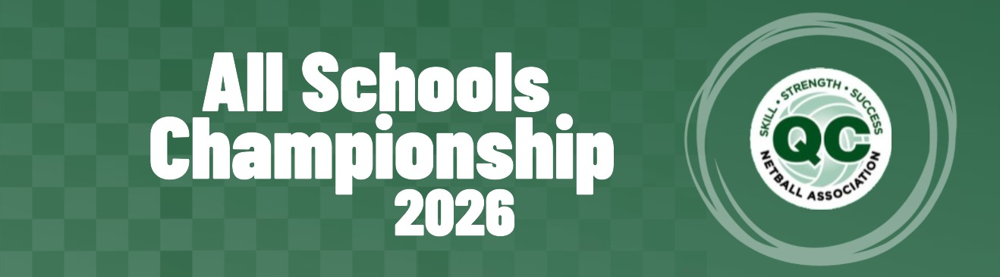 All Schools
Championship
2026
SKILL • STRENGTH • SUCCESS
QC
NETBALL ASSOCIATION